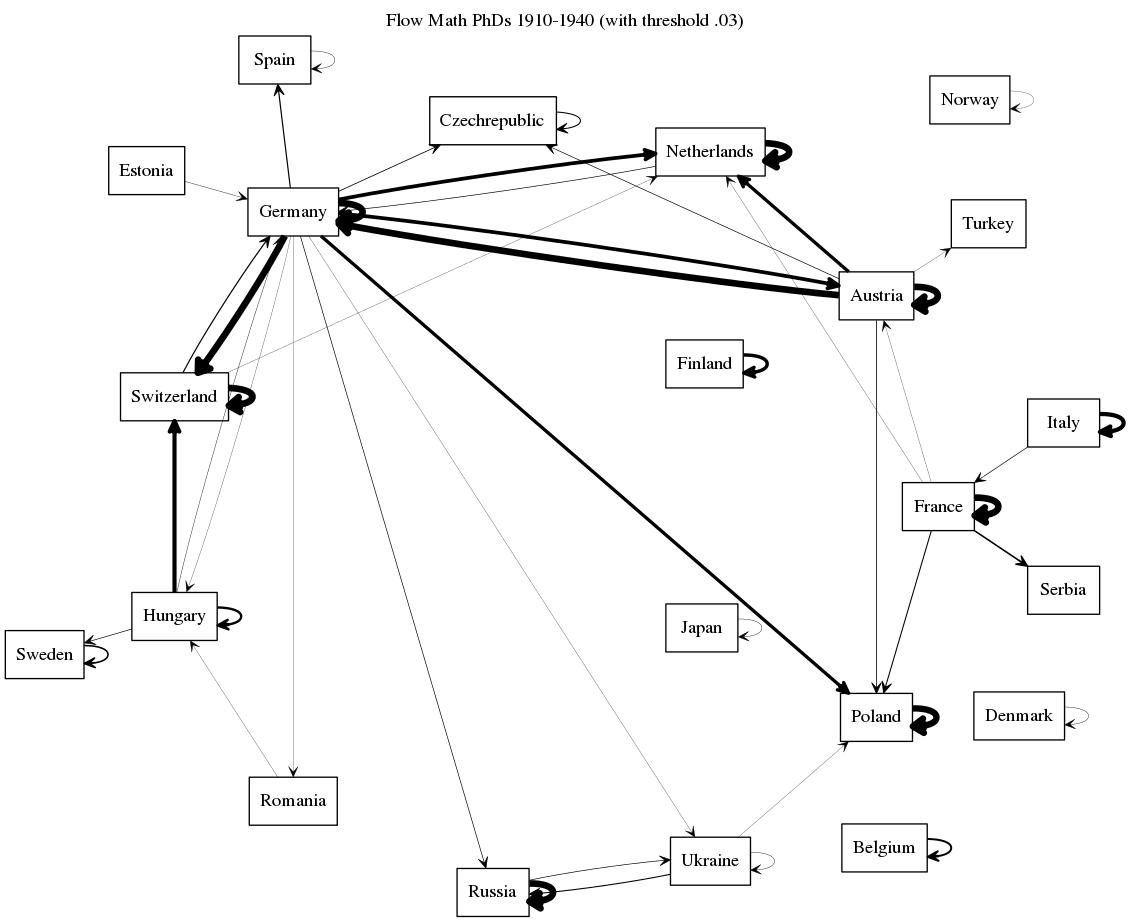 Flow Math PhDs 1910-1940 (with threshold .03)
Spain
Norway
Czechrepublic
Netherlands
Estonia
Germany
Turkey
Austria
Finland
Switzerland
Italy
France
Serbia
Hungary
Japan
Sweden
Poland
Denmark
Romania
Belgium
Ukraine
Russia